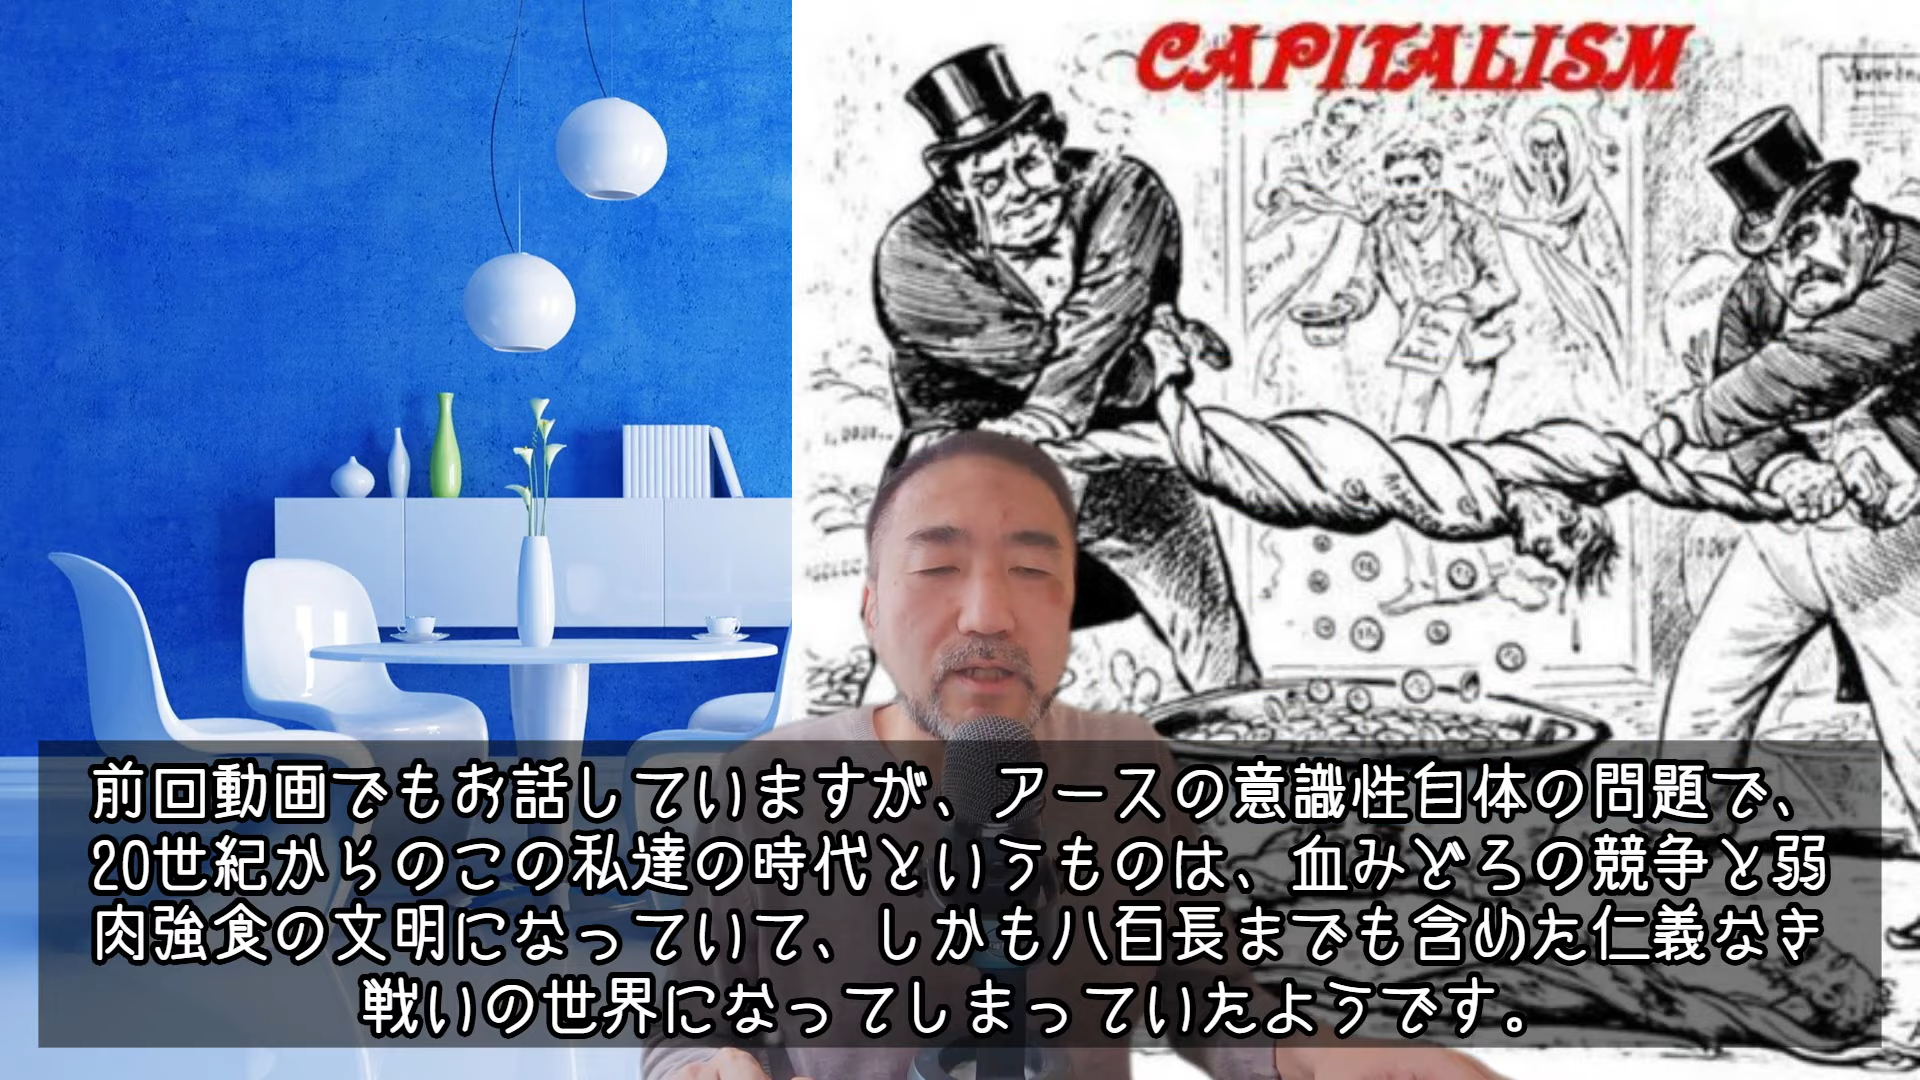 CAPITALISM
前回動画でもお話していますが、アースの意識性自体の問題で、
20世紀からのこの私達の時代というものは、血みどろの競争と弱
肉強食の文明になっていて、しかも八百長までも含めた仁義なき
戦いの世界になってしまっていたようです。